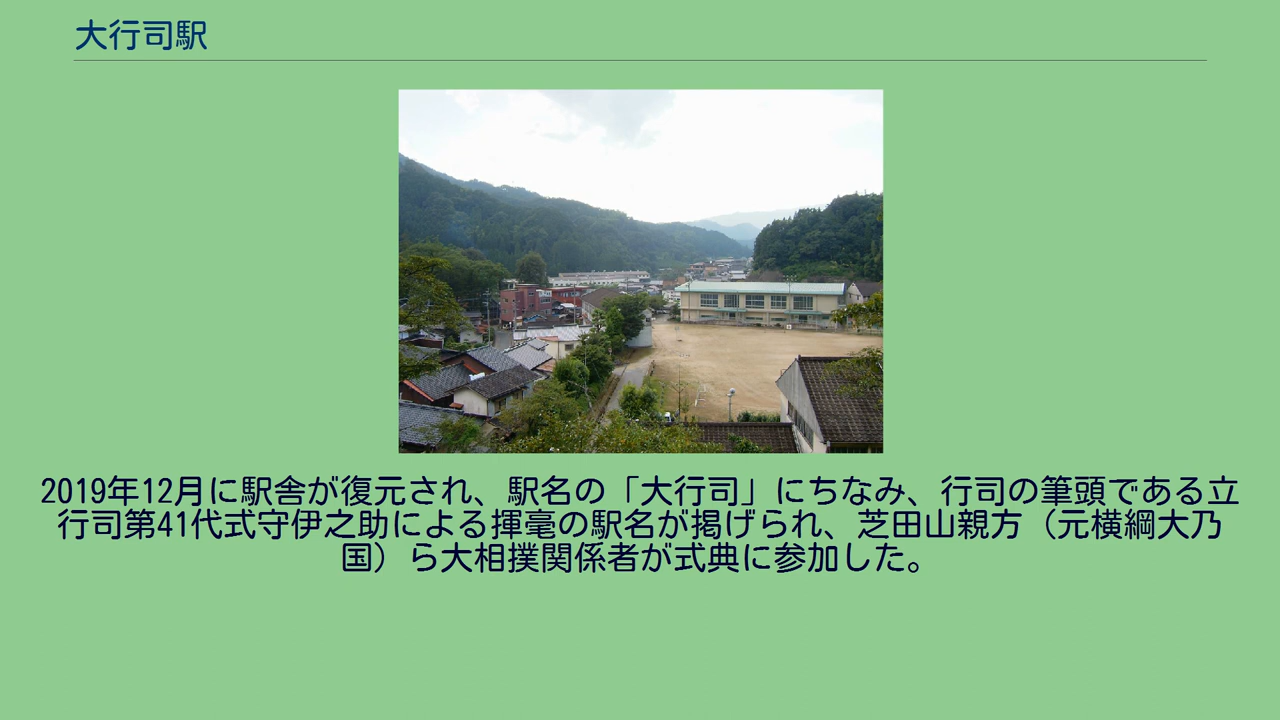 大行司駅
2019年12月に駅舎が復元され、駅名の「大行司」にちなみ、行司の筆頭である立
行司第41代式守伊之助による揮毫の駅名が掲げられ、芝田山親方（元横綱大乃
国）ら大相撲関係者が式典に参加した。